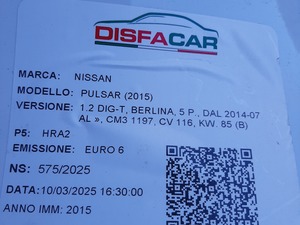 DISFACAR
MARCA: NISSAN
MODELLO: PULSAR (2015)
VERSIONE: 1.2 DIG-T, BERLINA, 5 P., DAL 2014-07
AL », CM3 1197, CV 116, KW. 85 (B)
P5: HRA2
EMISSIONE: EURO 6
NS: 575/2025
DATA:10/03/2025 16:30:00
ANNO IMM: 2015